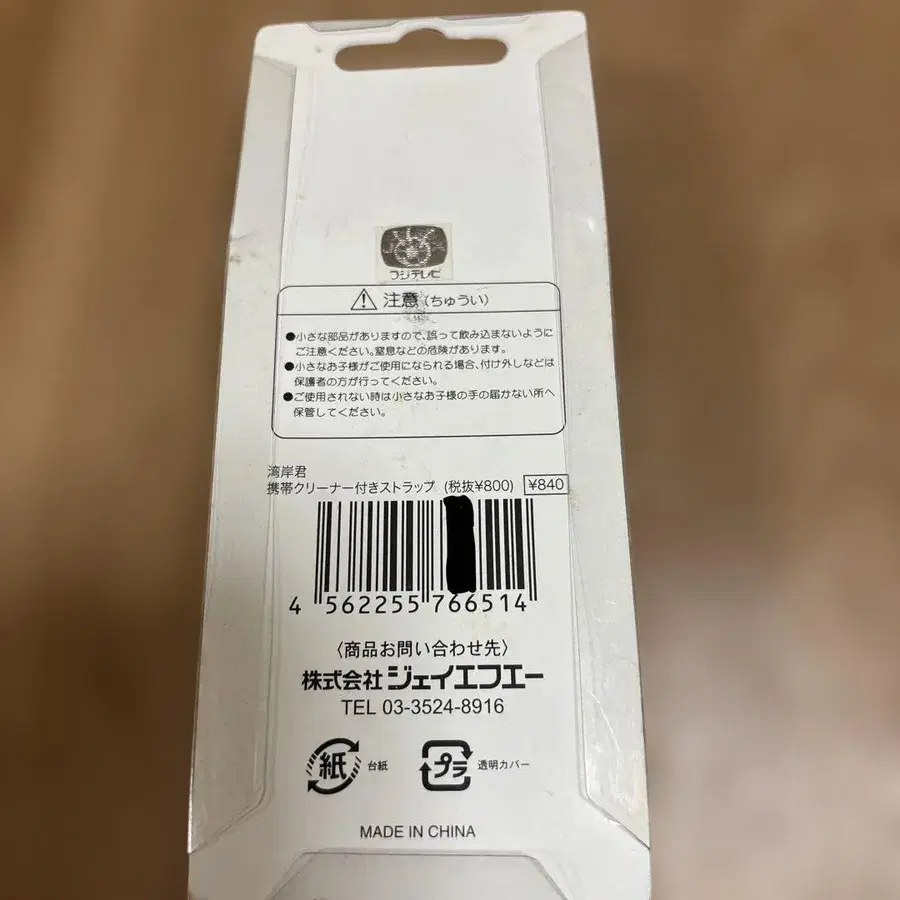 フジテレビ
注意(ちゅうい)
●小さな部品がありますので、誤って飲み込まないように
ご注意ください。窒息などの危険があります。
●小さなお子様がご使用になられる場合、付け外しなどは
保護者の方が行ってください。
●ご使用されない時は小さなお子様の手の届かない所へ
保管してください。
湾岸君
携帯クリーナー付きストラップ (税抜¥800) ¥840
4 562255 766514
〈商品お問い合わせ先〉
株式会社 ジェイエフエー
TEL 03-3524-8916
紙 台紙 プラ 透明カバー
MADE IN CHINA